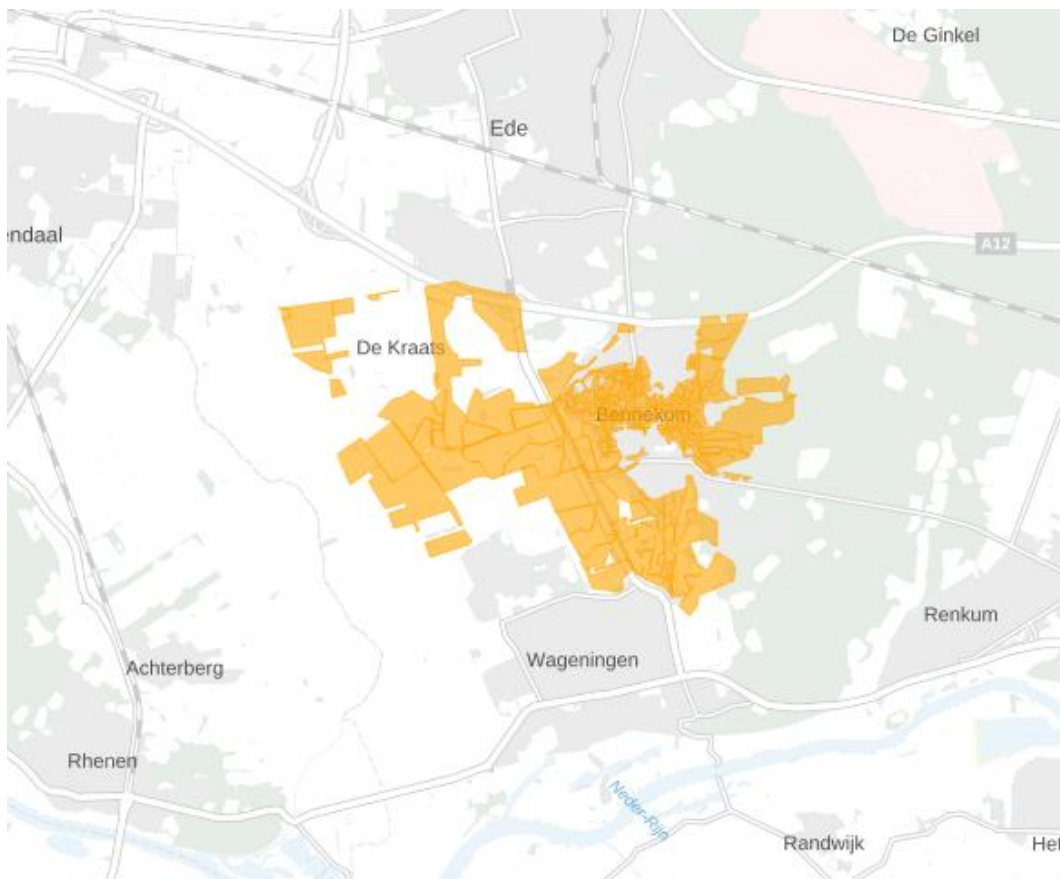 De Ginkel
Ede
endaal
A12
De Kraats
Bennekom
Renkum
Wageningen
Achterberg
Rhenen
Neder-Rijn
Randwijk
Het